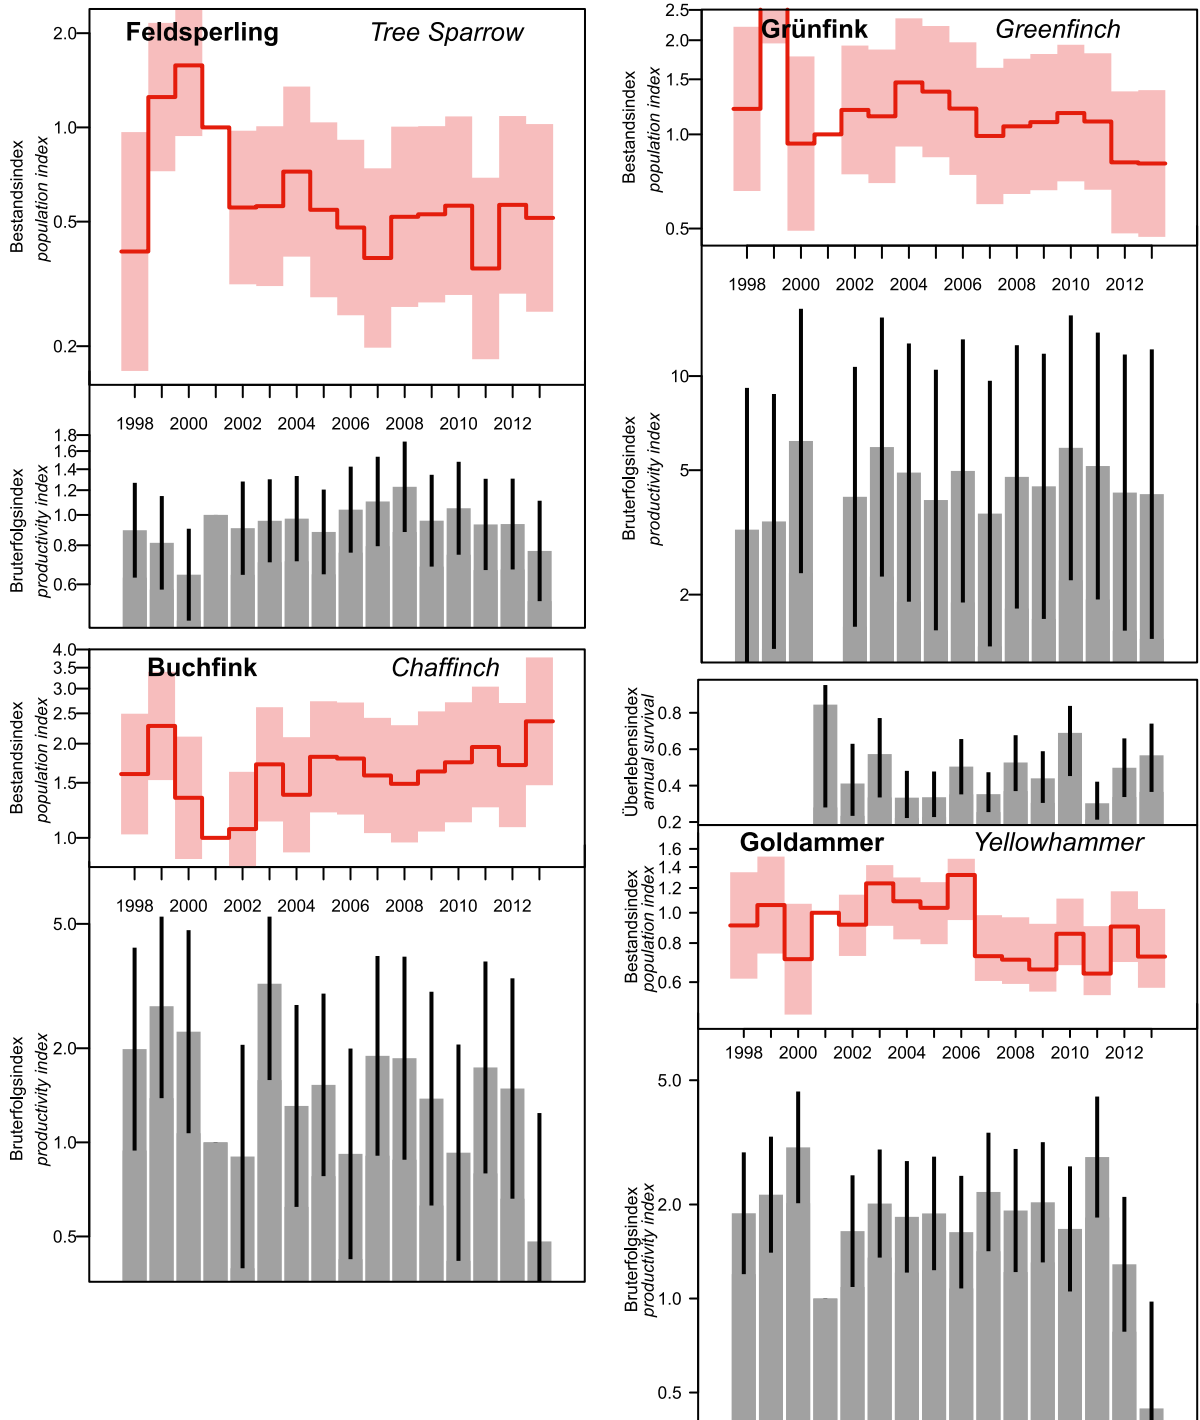 Feldsperling Tree Sparrow
Bestandsindex
population index
2.0
1.0
0.5
0.2
1998 2000 2002 2004 2006 2008 2010 2012
Bruterfolgsindex
productivity index
1.8
1.6
1.4
1.2
1.0
0.8
0.6
Buchfink Chaffinch
Bestandsindex
population index
4.0
3.5
3.0
2.5
2.0
1.5
1.0
1998 2000 2002 2004 2006 2008 2010 2012
Bruterfolgsindex
productivity index
5.0
2.0
1.0
0.5
Grünfink Greenfinch
Bestandsindex
population index
2.5
2.0
1.5
1.0
0.5
1998 2000 2002 2004 2006 2008 2010 2012
Bruterfolgsindex
productivity index
10
5
2
Überlebensindex
annual survival
0.8
0.6
0.4
0.2
Goldammer Yellowhammer
Bestandsindex
population index
1.6
1.4
1.2
1.0
0.8
0.6
1998 2000 2002 2004 2006 2008 2010 2012
Bruterfolgsindex
productivity index
5.0
2.0
1.0
0.5